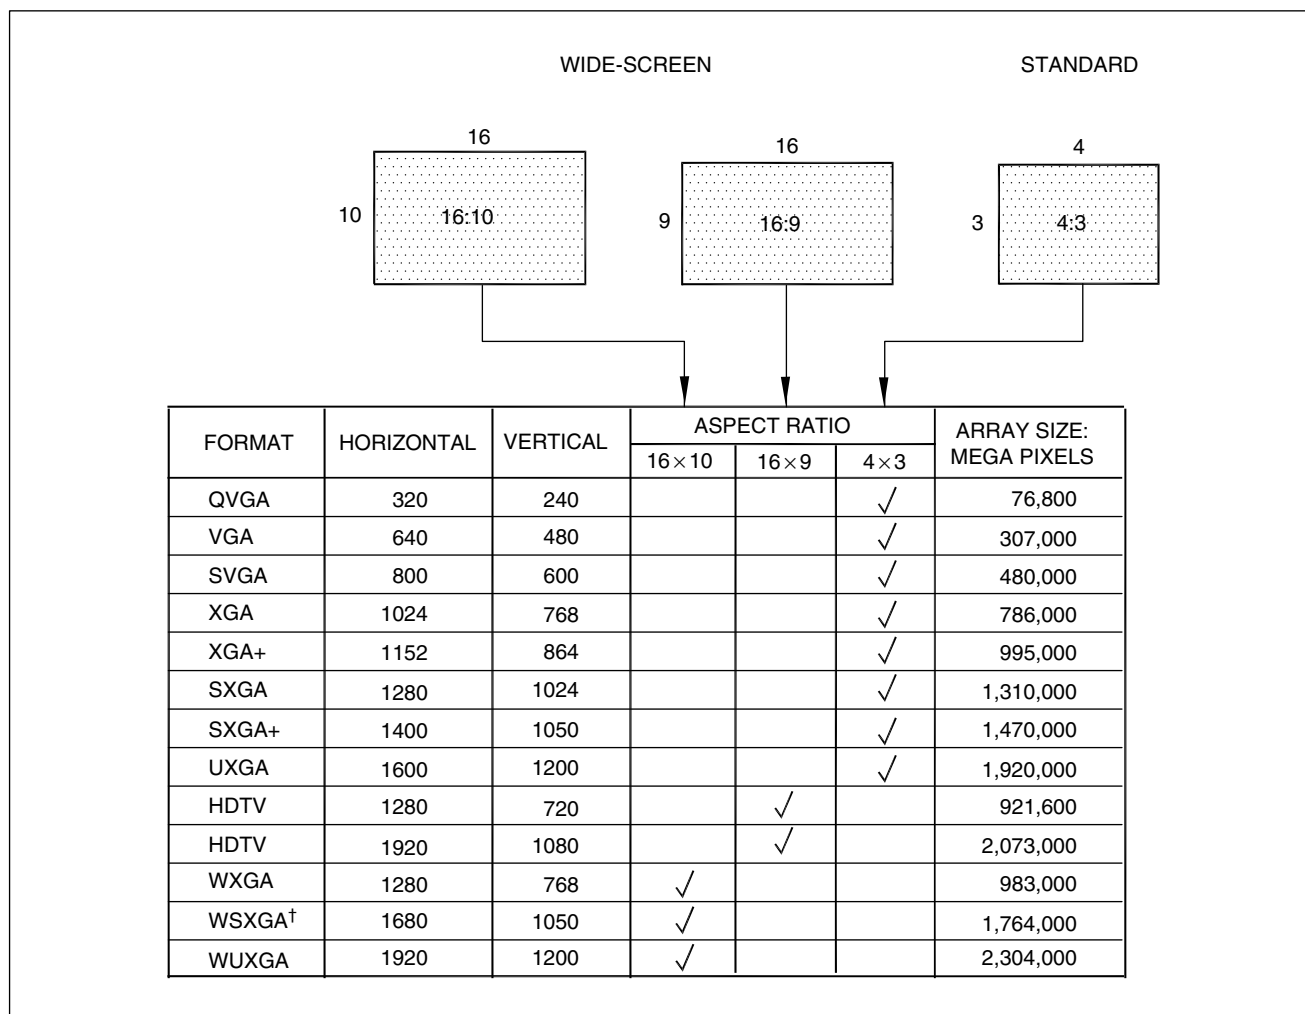 WIDE-SCREEN STANDARD
16 16 4
10 16:10 9 16:9 3 4:3
FORMAT HORIZONTAL VERTICAL ASPECT RATIO ARRAY SIZE: MEGA PIXELS
16×10 16×9 4×3
QVGA 320 240 √ 76,800
VGA 640 480 √ 307,000
SVGA 800 600 √ 480,000
XGA 1024 768 √ 786,000
XGA+ 1152 864 √ 995,000
SXGA 1280 1024 √ 1,310,000
SXGA+ 1400 1050 √ 1,470,000
UXGA 1600 1200 √ 1,920,000
HDTV 1280 720 √ 921,600
HDTV 1920 1080 √ 2,073,000
WXGA 1280 768 √ 983,000
WSXGA† 1680 1050 √ 1,764,000
WUXGA 1920 1200 √ 2,304,000